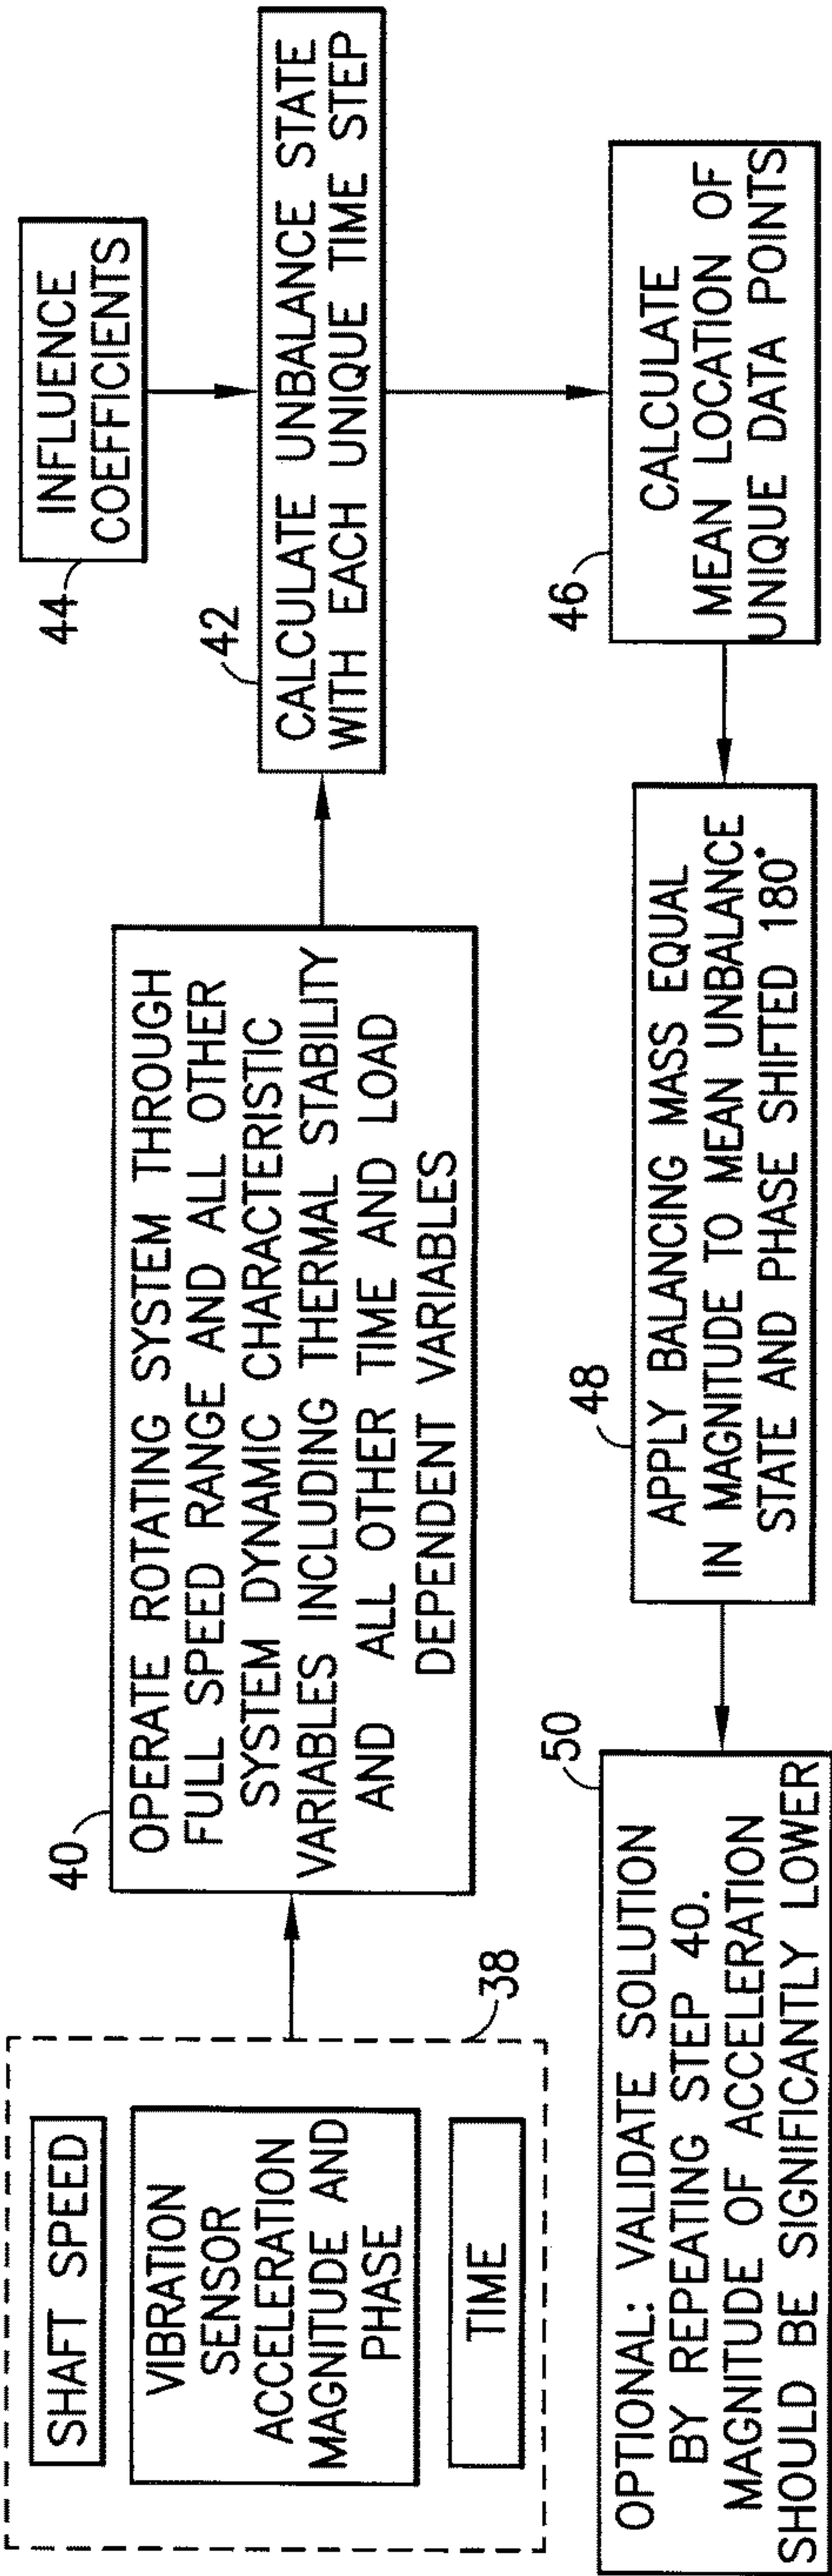 SHAFT SPEED
VIBRATION
SENSOR
ACCELERATION
MAGNITUDE AND
PHASE
TIME
38
40
OPERATE ROTATING SYSTEM THROUGH
FULL SPEED RANGE AND ALL OTHER
SYSTEM DYNAMIC CHARACTERISTIC
VARIABLES INCLUDING THERMAL STABILITY
AND ALL OTHER TIME AND LOAD
DEPENDENT VARIABLES
44
INFLUENCE
COEFFICIENTS
42
CALCULATE UNBALANCE STATE
WITH EACH UNIQUE TIME STEP
46
CALCULATE
MEAN LOCATION OF
UNIQUE DATA POINTS
48
APPLY BALANCING MASS EQUAL
IN MAGNITUDE TO MEAN UNBALANCE
STATE AND PHASE SHIFTED 180°
50
OPTIONAL: VALIDATE SOLUTION
BY REPEATING STEP 40.
MAGNITUDE OF ACCELERATION
SHOULD BE SIGNIFICANTLY LOWER